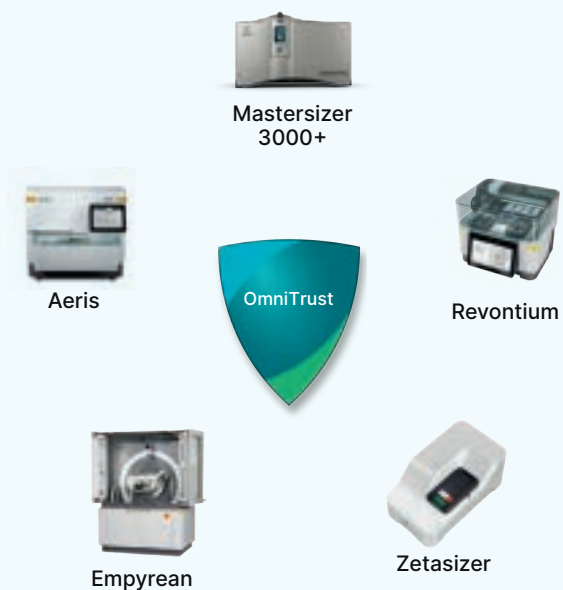 Mastersizer
3000+
Aeris
OmniTrust
Revontium
Empyrean
Zetasizer